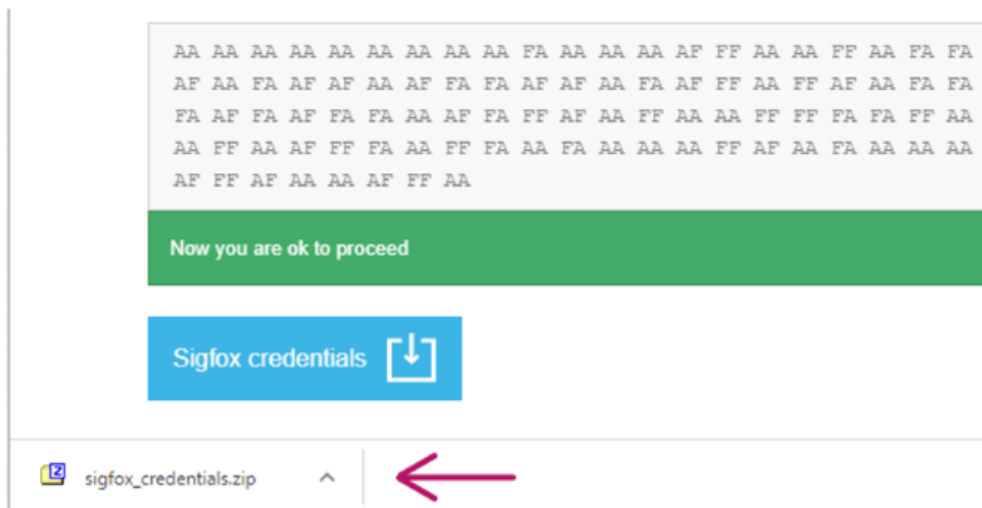 AA AA AA AA AA AA AA AA AA FA AA AA AA AF FF AA AA FF AA FA FA
AF AA FA AF AF AA AF FA FA AF AF AA FA AF FF AA FF AF AA FA FA
FA AF FA AF FA FA AA AF FA FF AF AA FF AA AA FF FF FA FA FF AA
AA FF AA AF FF FA AA FF FA AA FA AA AA AA FF AF AA FA AA AA AA
AF FF AF AA AA AF FF AA
Now you are ok to proceed
Sigfox credentials
sigfox_credentials.zip